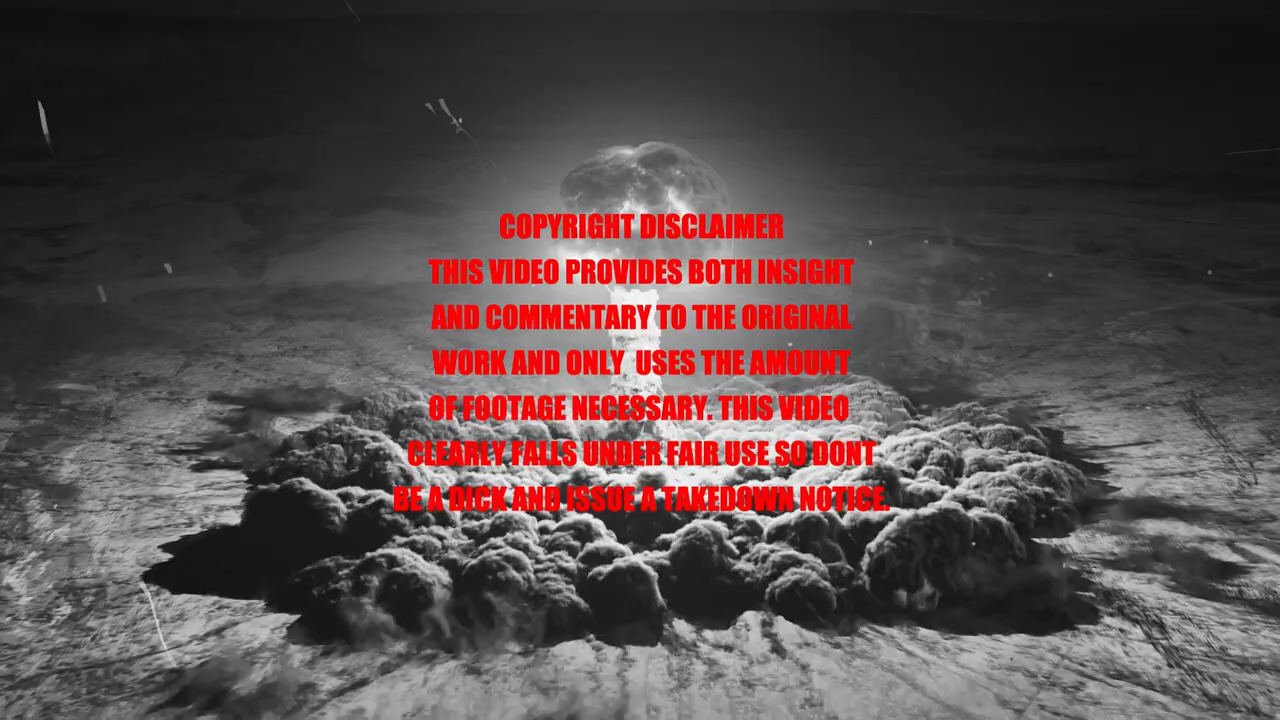 COPYRIGHT DISCLAIMER
THIS VIDEO PROVIDES BOTH INSIGHT
AND COMMENTARY TO THE ORIGINAL
WORK AND ONLY  USES THE AMOUNT
OF FOOTAGE NECESSARY. THIS VIDEO
CLEARLY FALLS UNDER FAIR USE SO DONT
BE A DICK AND ISSUE A TAKEDOWN NOTICE.